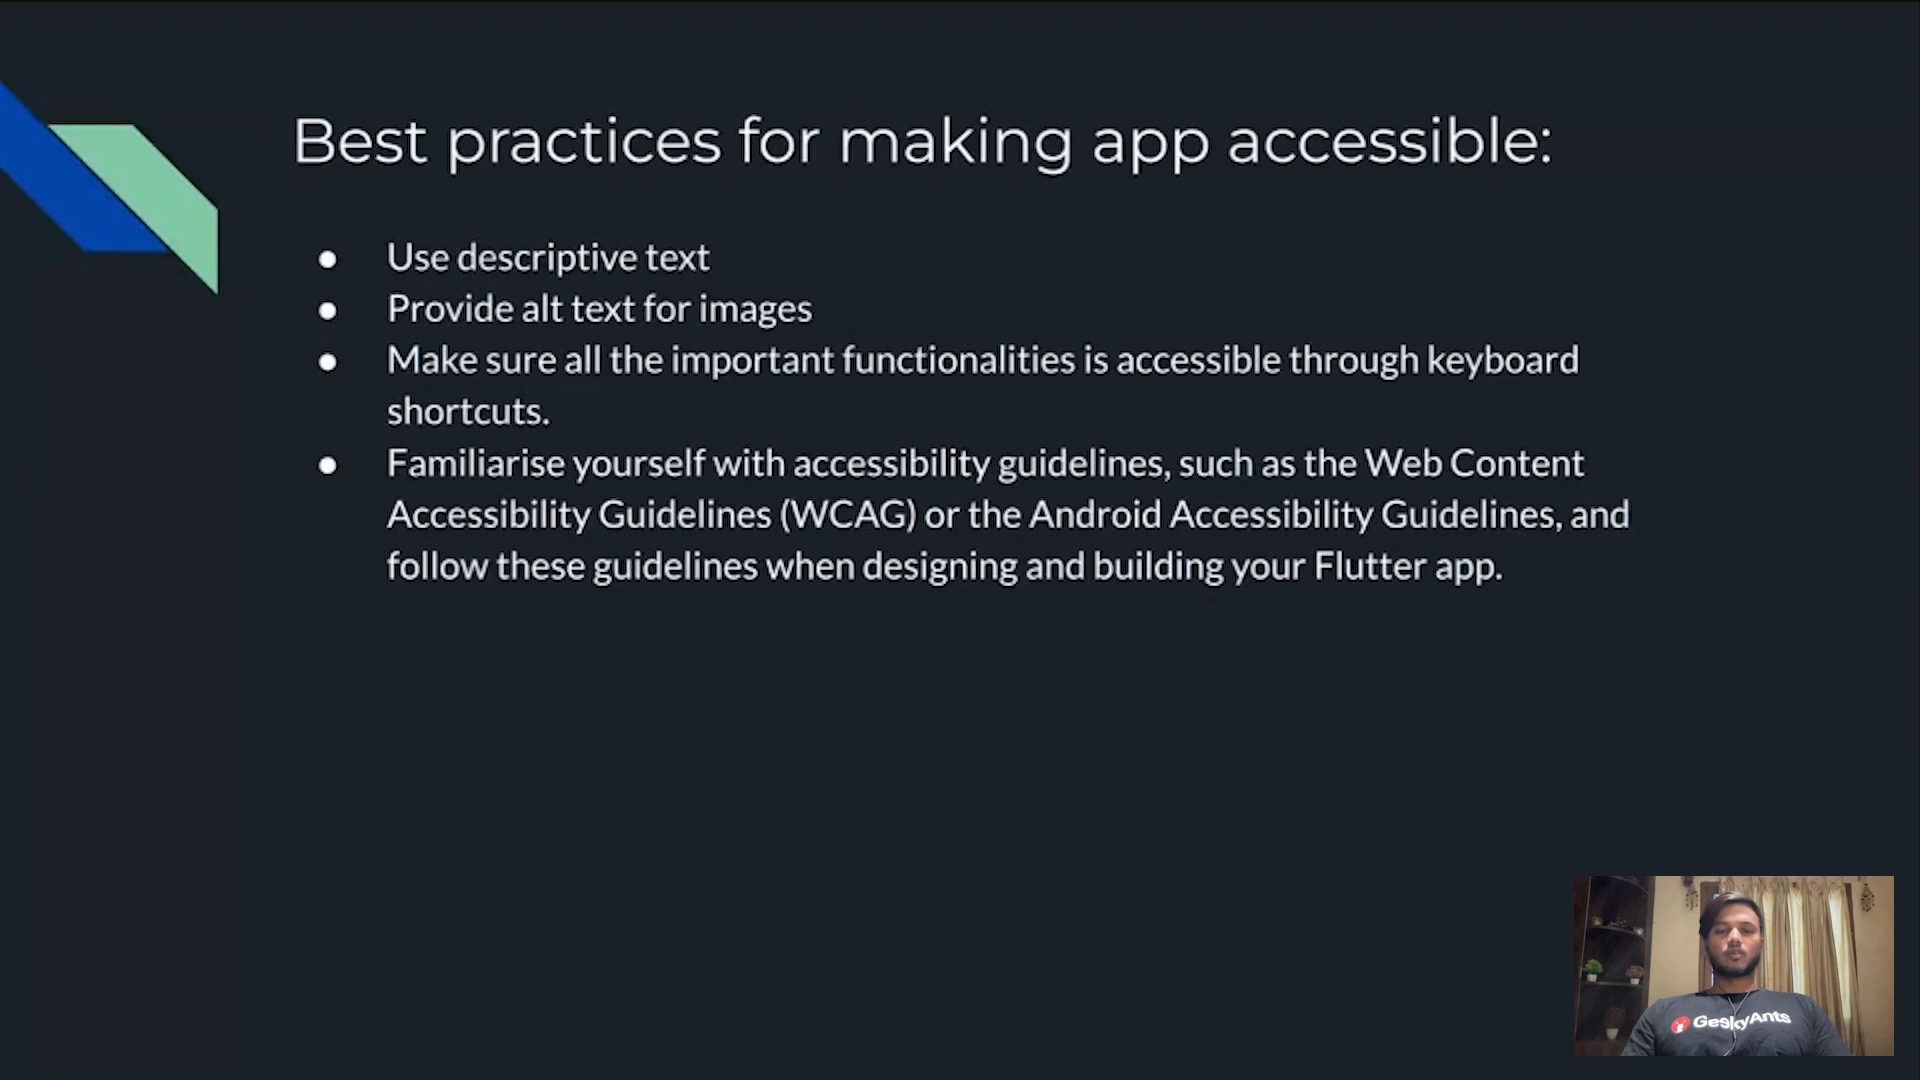 Best practices for making app accessible:
● Use descriptive text
● Provide alt text for images
● Make sure all the important functionalities is accessible through keyboard
shortcuts.
● Familiarise yourself with accessibility guidelines, such as the Web Content
Accessibility Guidelines (WCAG) or the Android Accessibility Guidelines, and
follow these guidelines when designing and building your Flutter app.
GeekyAnts